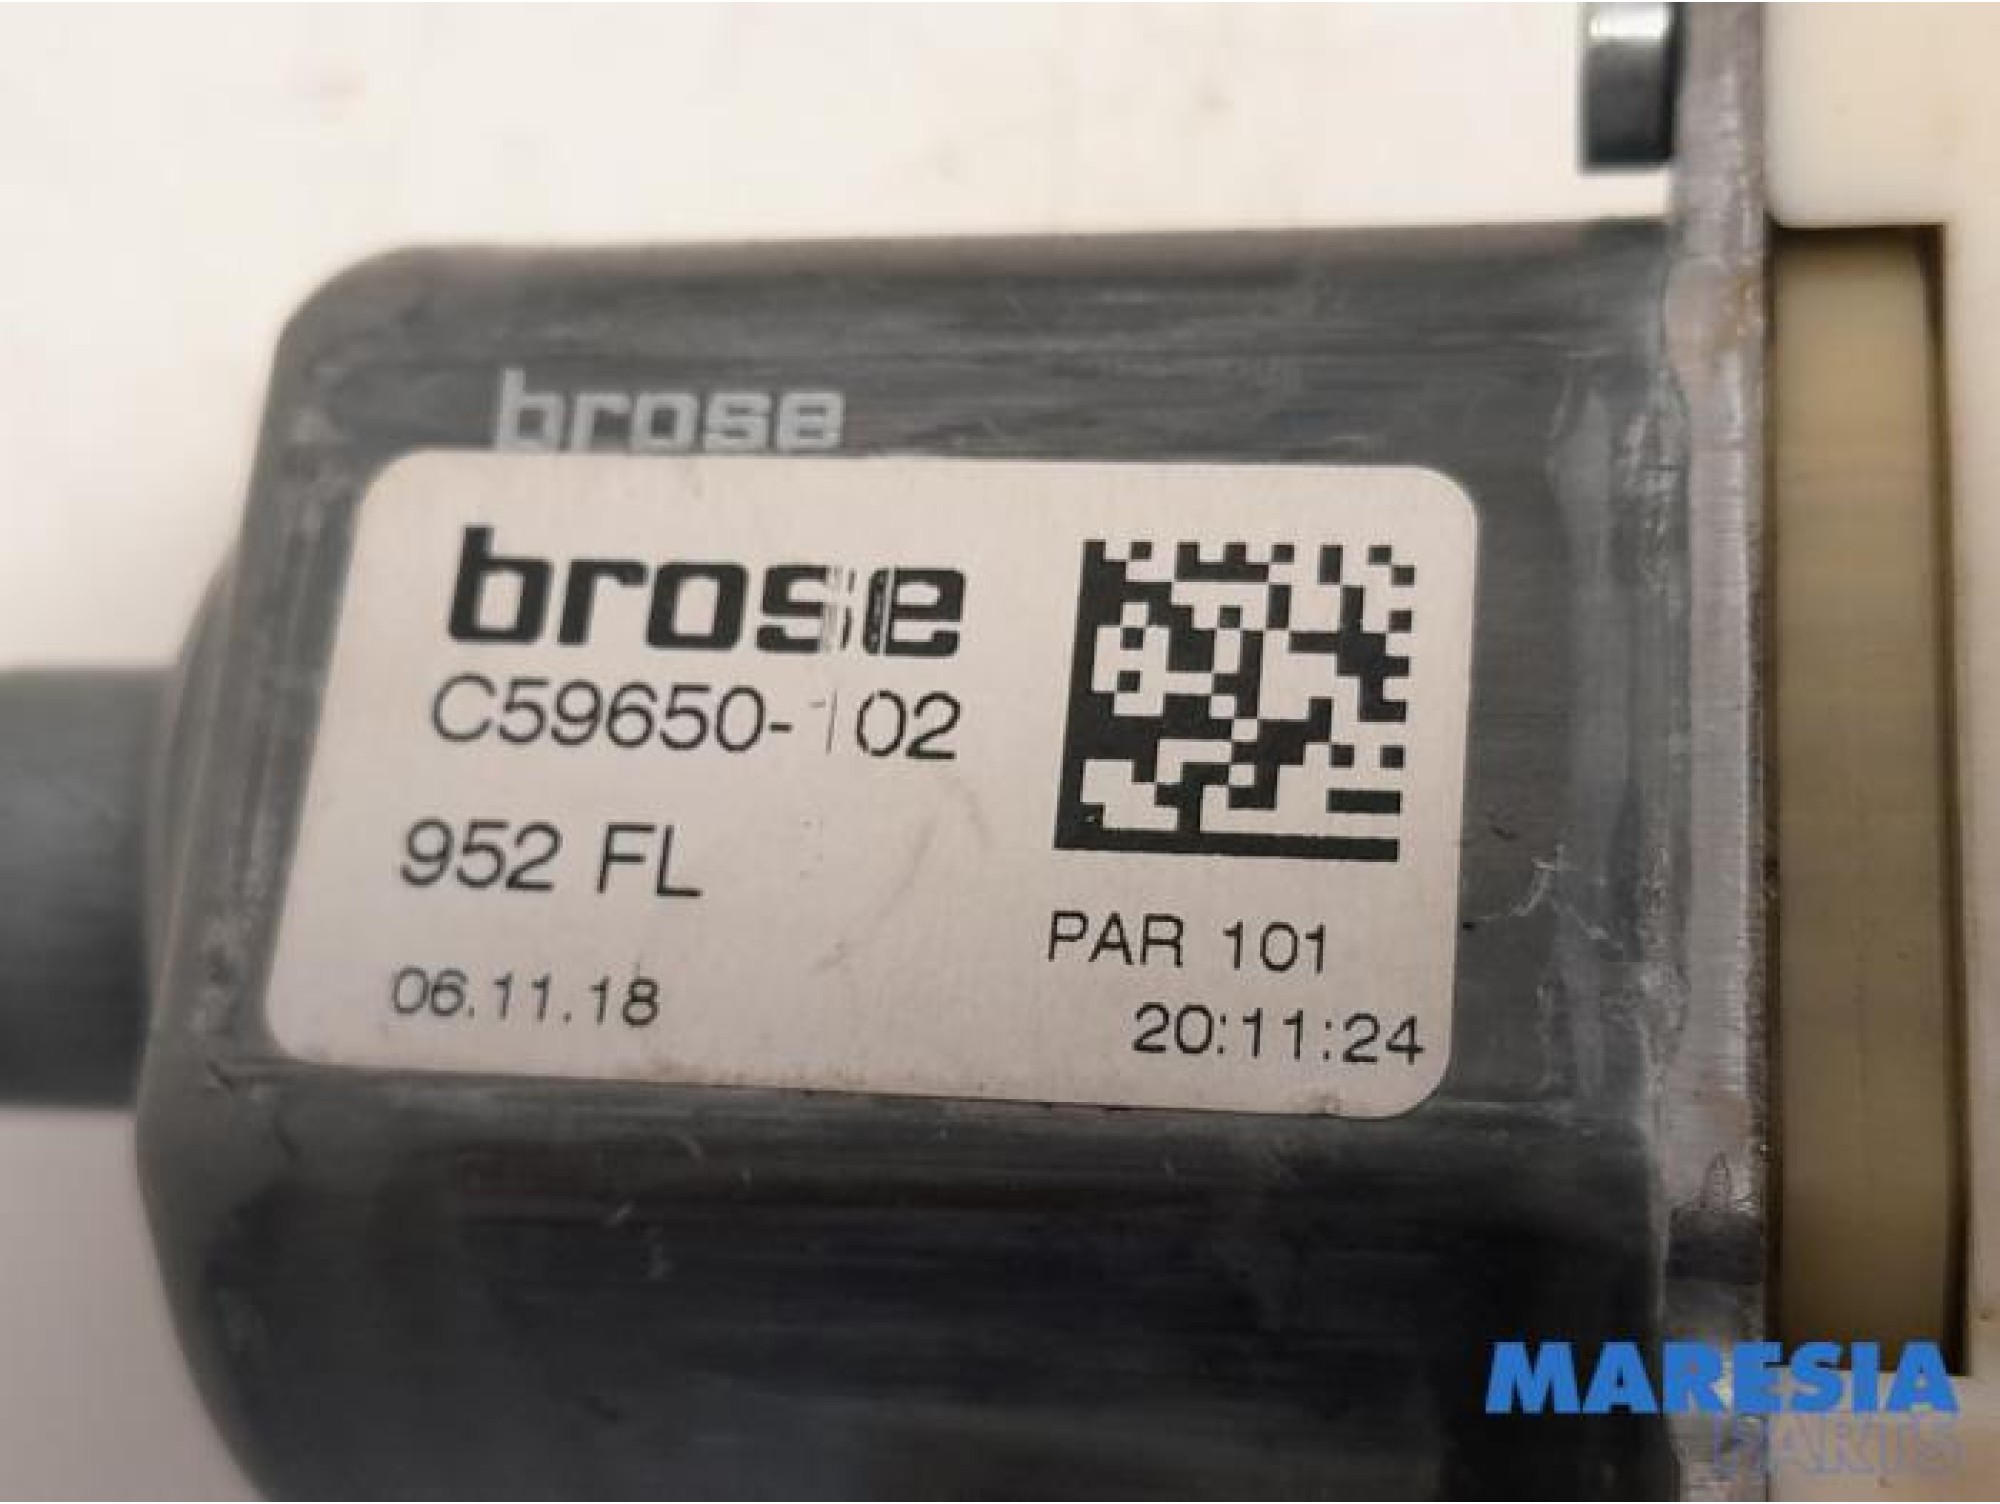 brose
brose
C59650-102
952 FL
PAR 101
06.11.18
20:11:24
MARESIA
PARTS